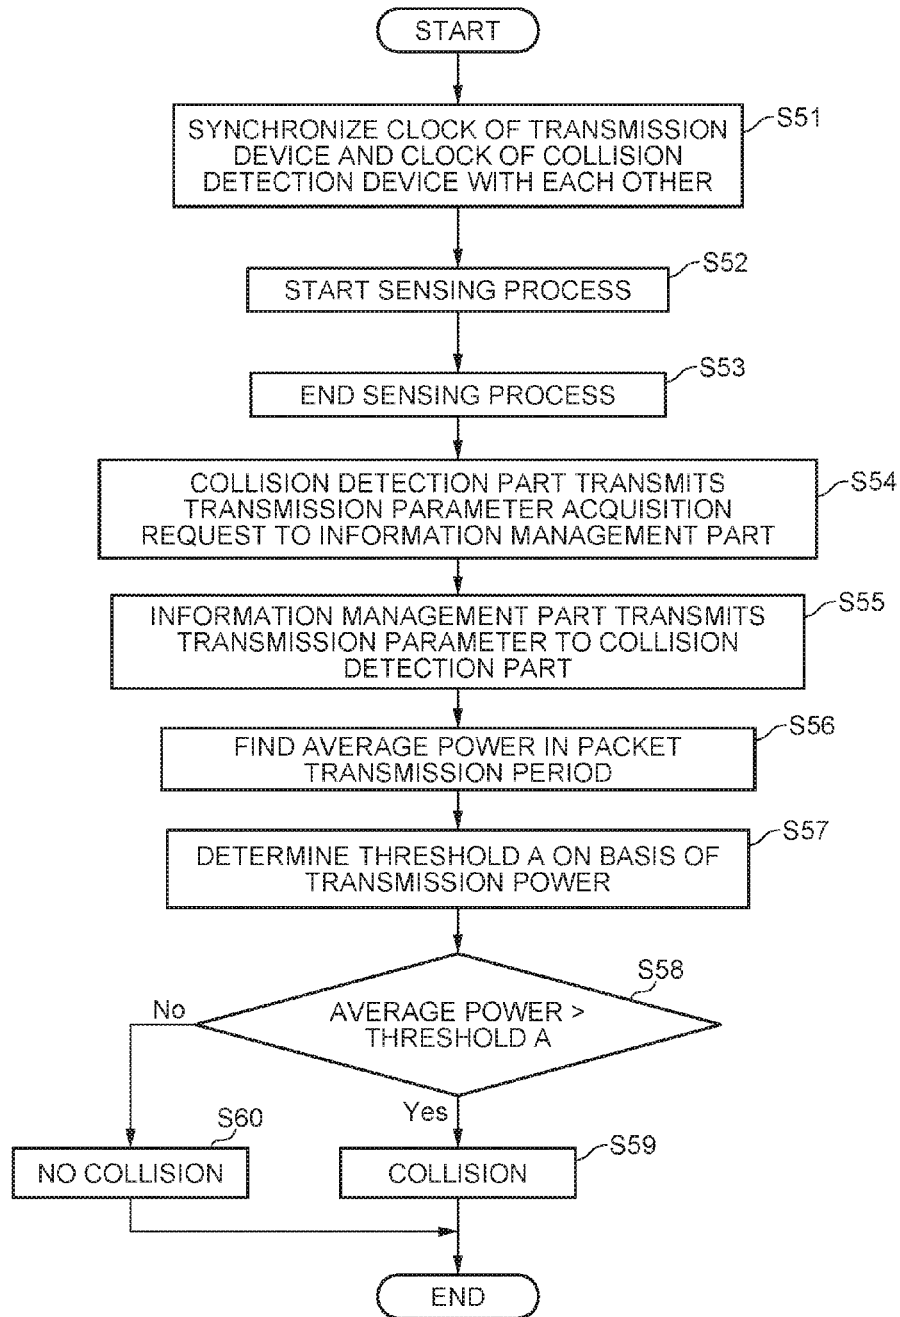 START
SYNCHRONIZE CLOCK OF TRANSMISSION
DEVICE AND CLOCK OF COLLISION
DETECTION DEVICE WITH EACH OTHER
S51
START SENSING PROCESS
S52
END SENSING PROCESS
S53
COLLISION DETECTION PART TRANSMITS
TRANSMISSION PARAMETER ACQUISITION
REQUEST TO INFORMATION MANAGEMENT PART
S54
INFORMATION MANAGEMENT PART TRANSMITS
TRANSMISSION PARAMETER TO COLLISION
DETECTION PART
S55
FIND AVERAGE POWER IN PACKET
TRANSMISSION PERIOD
S56
DETERMINE THRESHOLD A ON BASIS OF
TRANSMISSION POWER
S57
AVERAGE POWER >
THRESHOLD A
S58
No
Yes
S60
NO COLLISION
COLLISION
S59
END